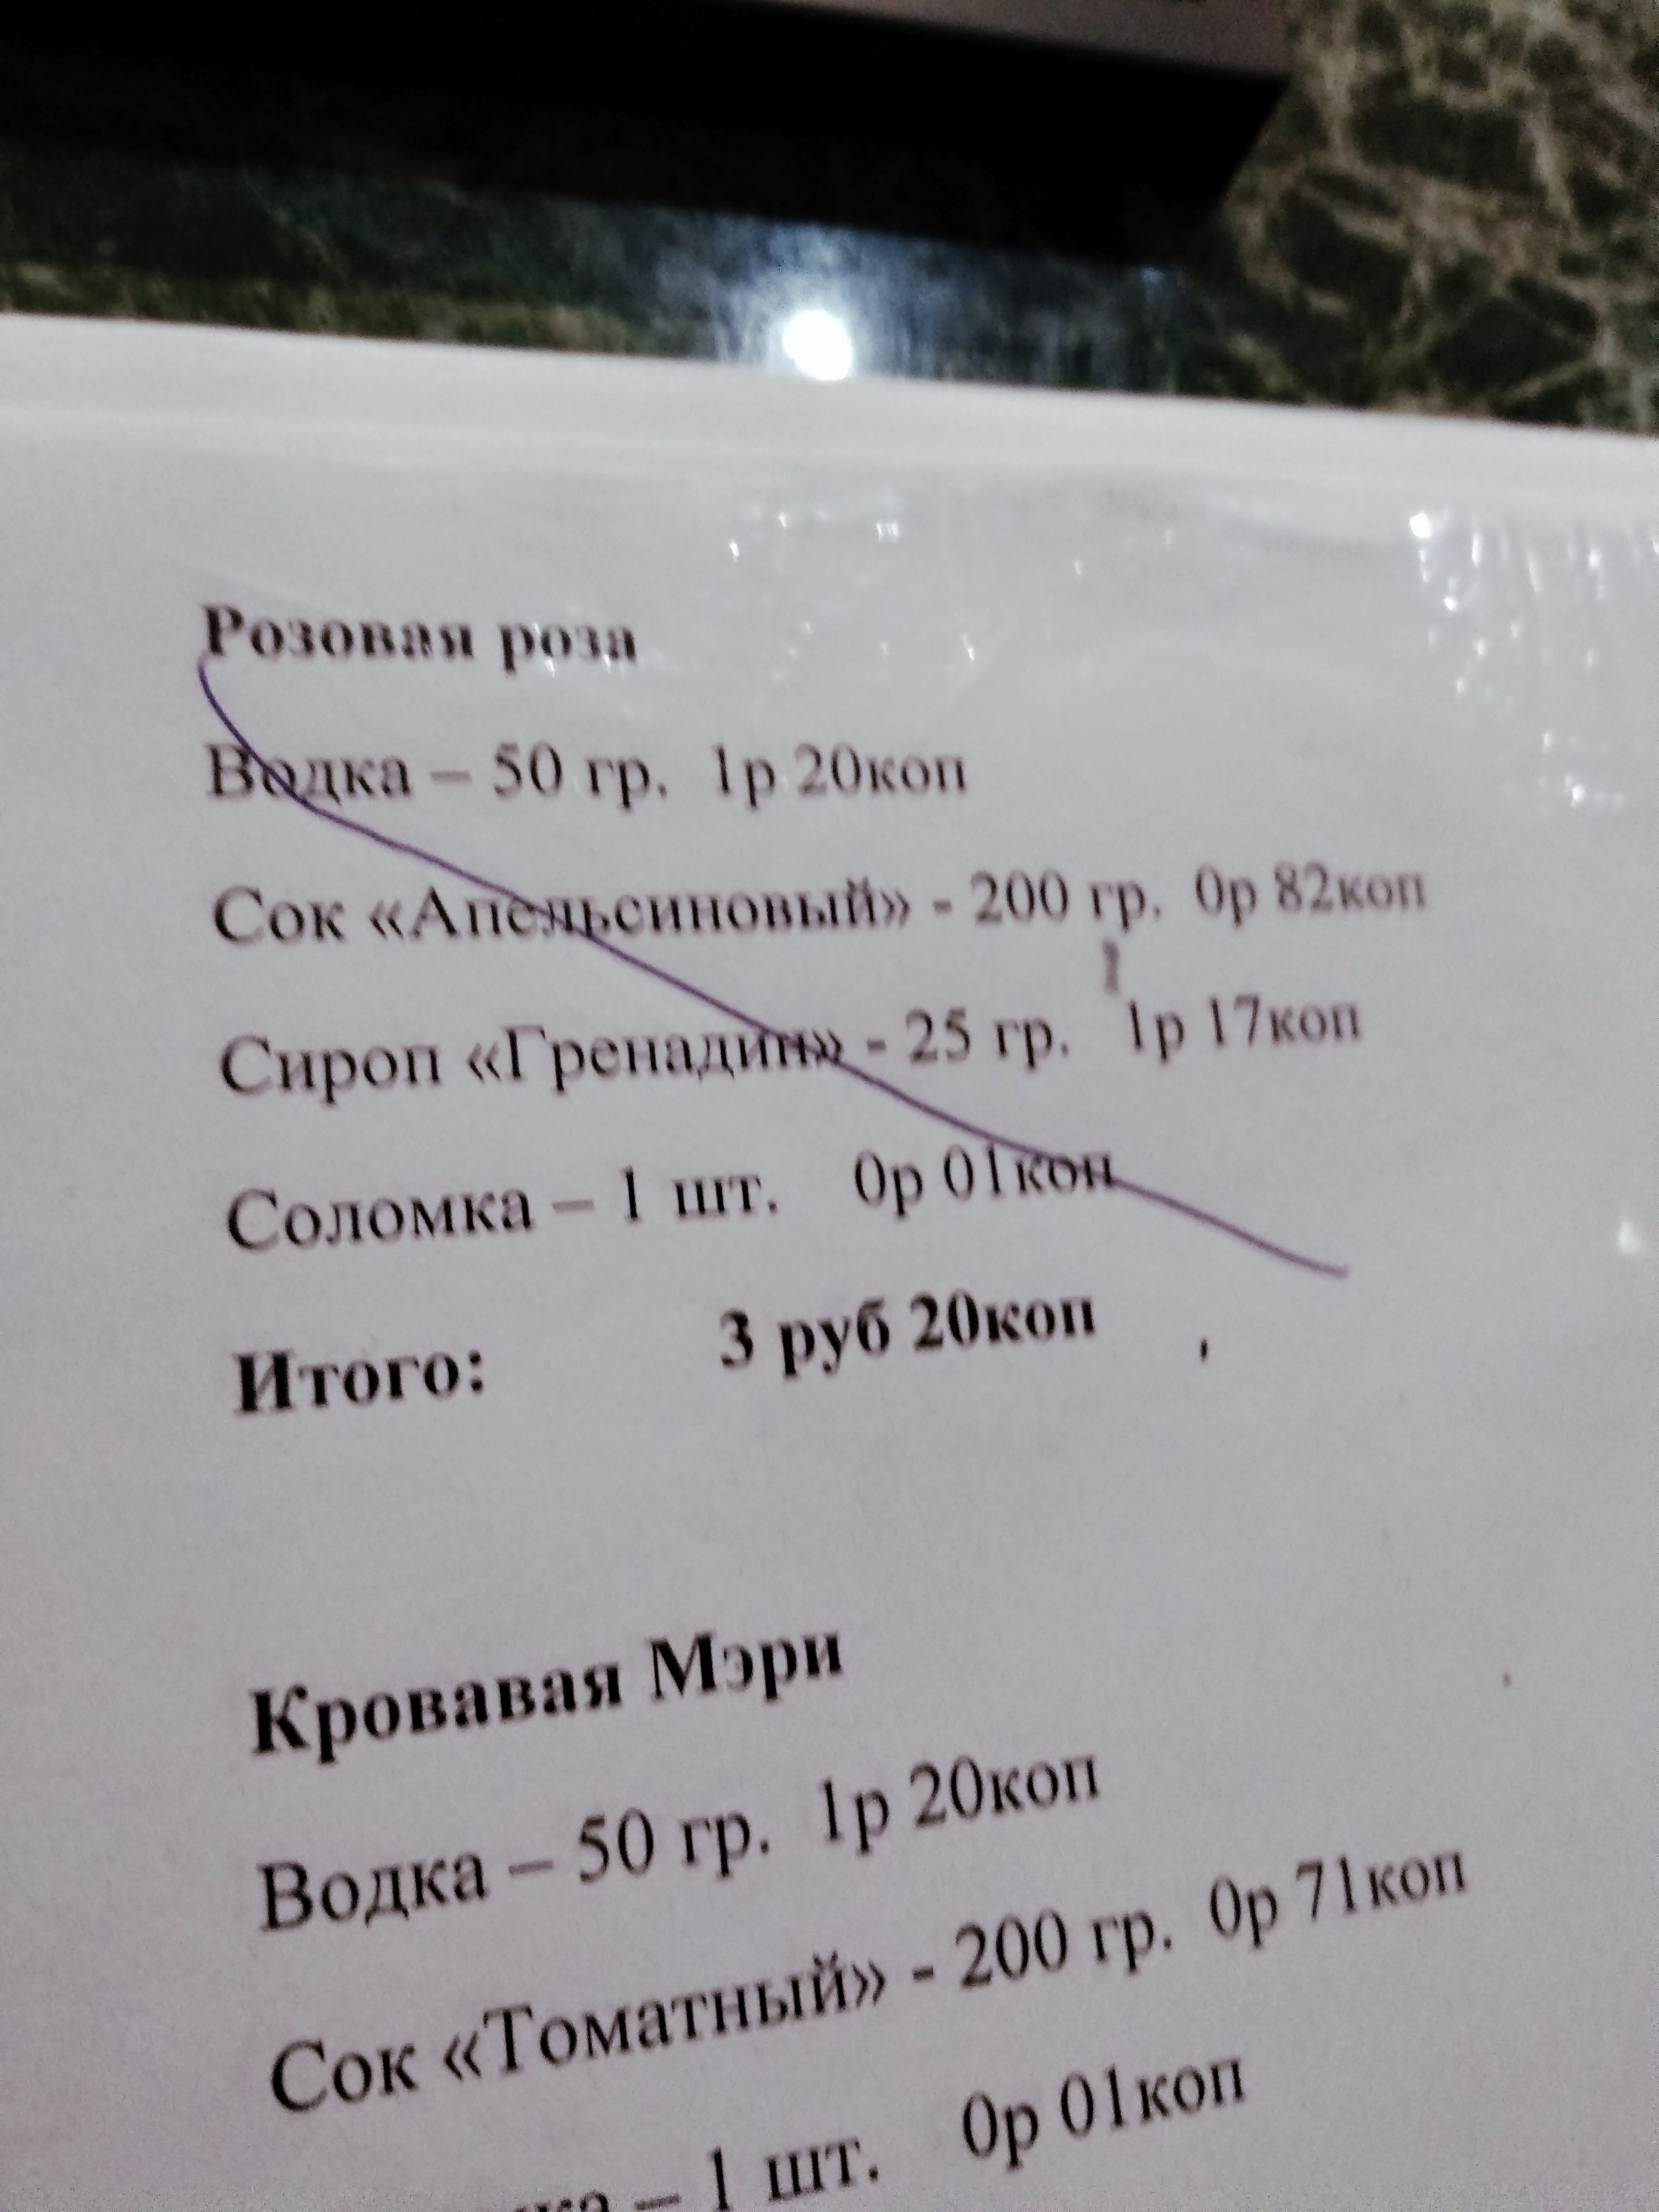 Розовая роза
Водка – 50 гр. 1р 20коп
Сок «Апельсиновый» - 200 гр. 0р 82коп
Сироп «Гренадин» - 25 гр. 1р 17коп
Соломка – 1 шт. 0р 01коп
Итого: 3 руб 20коп
Кровавая Мэри
Водка – 50 гр. 1р 20коп
Сок «Томатный» - 200 гр. 0р 71коп
– 1 шт. 0р 01коп